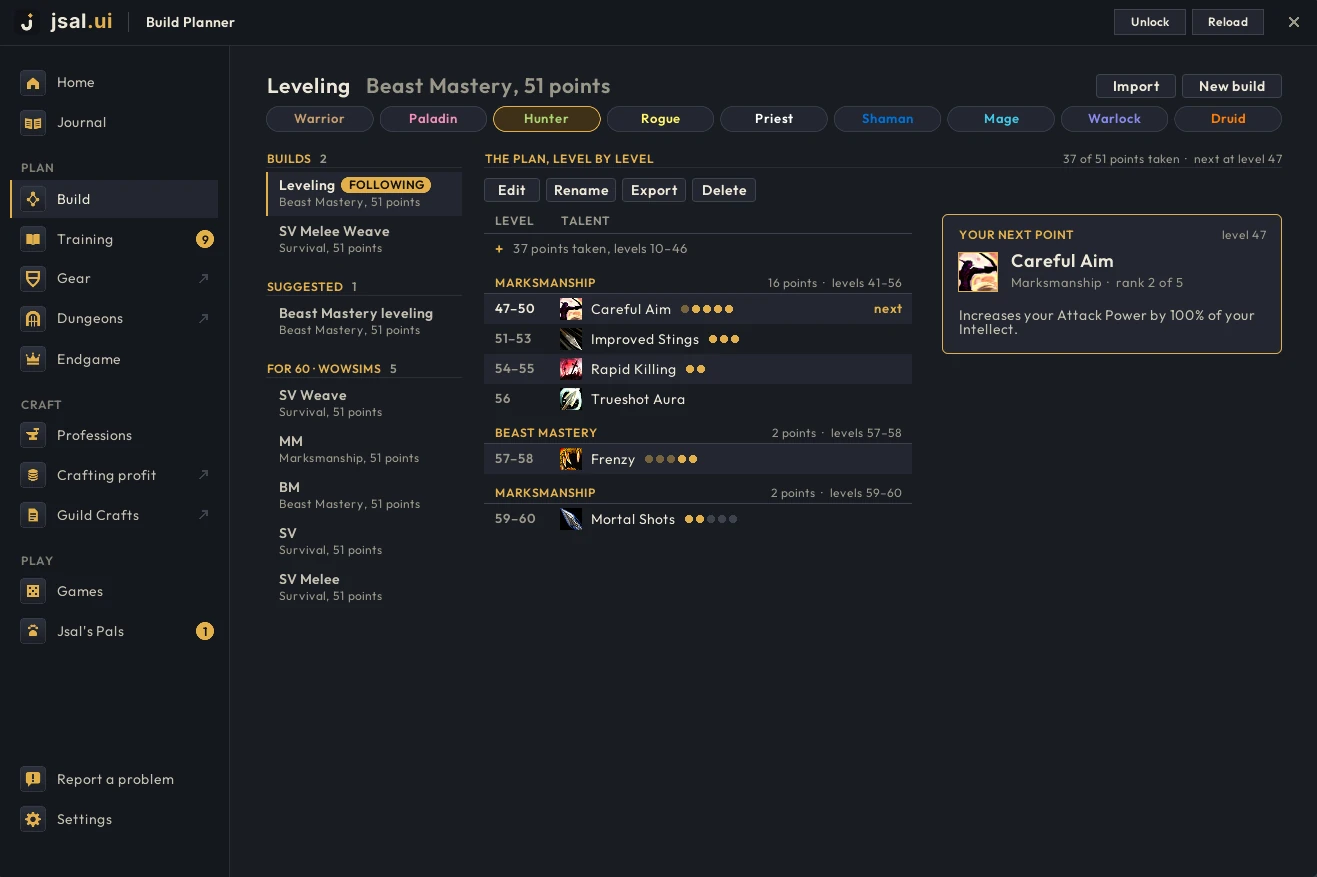 jsal.ui
Build Planner
Unlock
Reload
Home
Journal
PLAN
Build
Training
9
Gear
Dungeons
Endgame
CRAFT
Professions
Crafting profit
Guild Crafts
PLAY
Games
Jsal's Pals
1
Report a problem
Settings
Leveling Beast Mastery, 51 points
Import
New build
Warrior
Paladin
Hunter
Rogue
Priest
Shaman
Mage
Warlock
Druid
BUILDS 2
Leveling FOLLOWING
Beast Mastery, 51 points
SV Melee Weave
Survival, 51 points
SUGGESTED 1
Beast Mastery leveling
Beast Mastery, 51 points
FOR 60 · WOWSIMS 5
SV Weave
Survival, 51 points
MM
Marksmanship, 51 points
BM
Beast Mastery, 51 points
SV
Survival, 51 points
SV Melee
Survival, 51 points
THE PLAN, LEVEL BY LEVEL
37 of 51 points taken · next at level 47
Edit
Rename
Export
Delete
LEVEL TALENT
+ 37 points taken, levels 10–46
MARKSMANSHIP 16 points · levels 41–56
47–50 Careful Aim next
51–53 Improved Stings
54–55 Rapid Killing
56 Trueshot Aura
BEAST MASTERY 2 points · levels 57–58
57–58 Frenzy
MARKSMANSHIP 2 points · levels 59–60
59–60 Mortal Shots
YOUR NEXT POINT level 47
Careful Aim
Marksmanship · rank 2 of 5
Increases your Attack Power by 100% of your
Intellect.